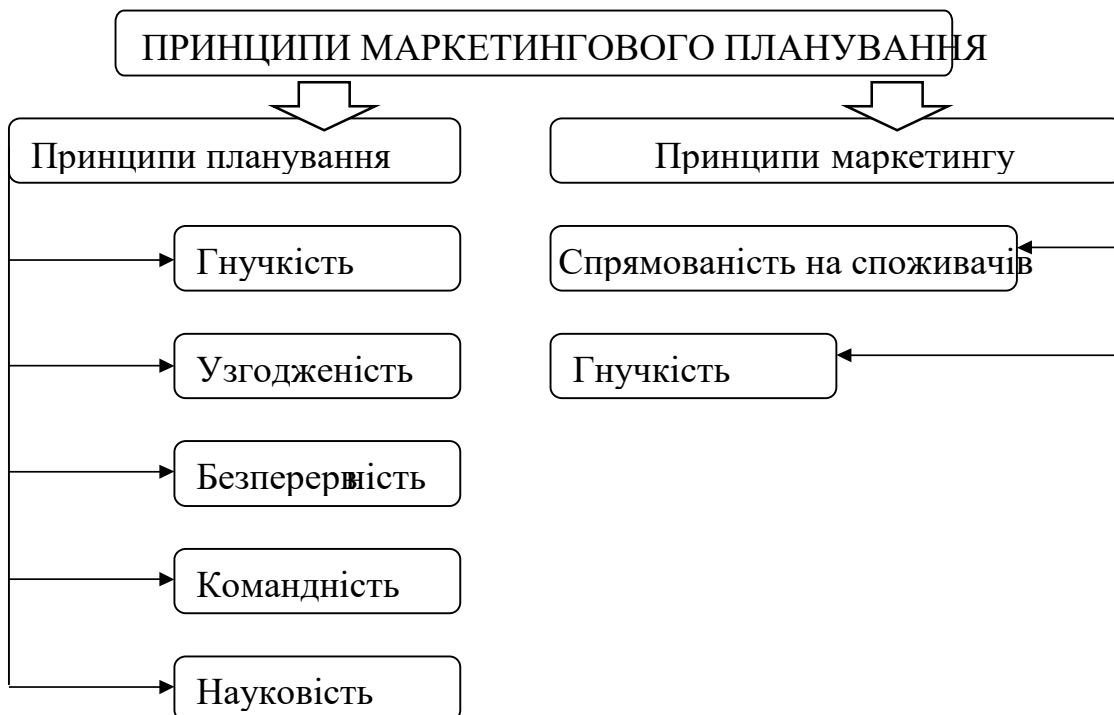 ПРИНЦИПИ МАРКЕТИНГОВОГО ПЛАНУВАННЯ
Принципи планування
Принципи маркетингу
Гнучкість
Спрямованість на споживачів
Узгодженість
Гнучкість
Безперервність
Командність
Науковість